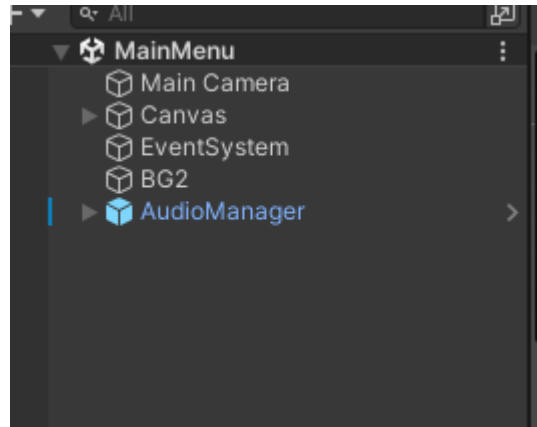 All
MainMenu
Main Camera
Canvas
EventSystem
BG2
AudioManager